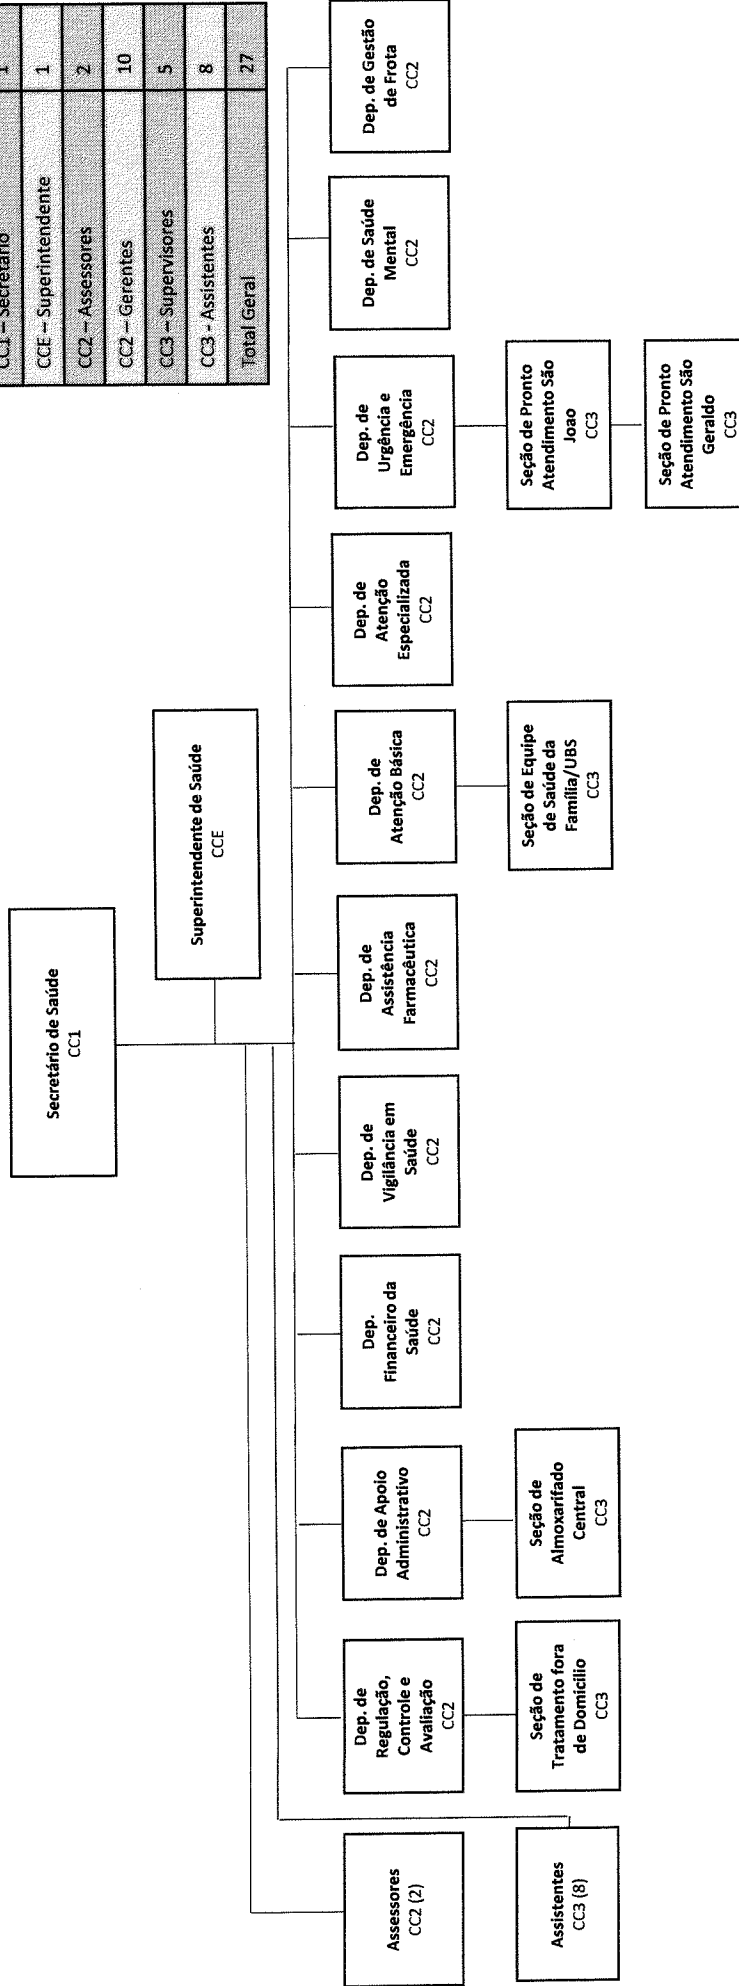 CC1 – Secretário 1
CCE – Superintendente 1
CC2 – Assessores 2
CC2 – Gerentes 10
CC3 – Supervisores 5
CC3 - Assistentes 8
Total Geral 27
Secretário de Saúde
CC1
Superintendente de Saúde
CCE
Assessores
CC2 (2)
Assistentes
CC3 (8)
Dep. de
Regulação,
Controle e
Avaliação
CC2
Seção de
Tratamento fora
de Domicilio
CC3
Dep. de Apoio
Administrativo
CC2
Seção de
Almoxarifado
Central
CC3
Dep.
Financeiro da
Saúde
CC2
Dep. de
Vigilância em
Saúde
CC2
Dep. de
Assistência
Farmacêutica
CC2
Dep. de
Atenção Básica
CC2
Seção de Equipe
de Saúde da
Família/UBS
CC3
Dep. de
Atenção
Especializada
CC2
Dep. de
Urgência e
Emergência
CC2
Seção de Pronto
Atendimento São
Joao
CC3
Seção de Pronto
Atendimento São
Geraldo
CC3
Dep. de Saúde
Mental
CC2
Dep. de Gestão
de Frota
CC2